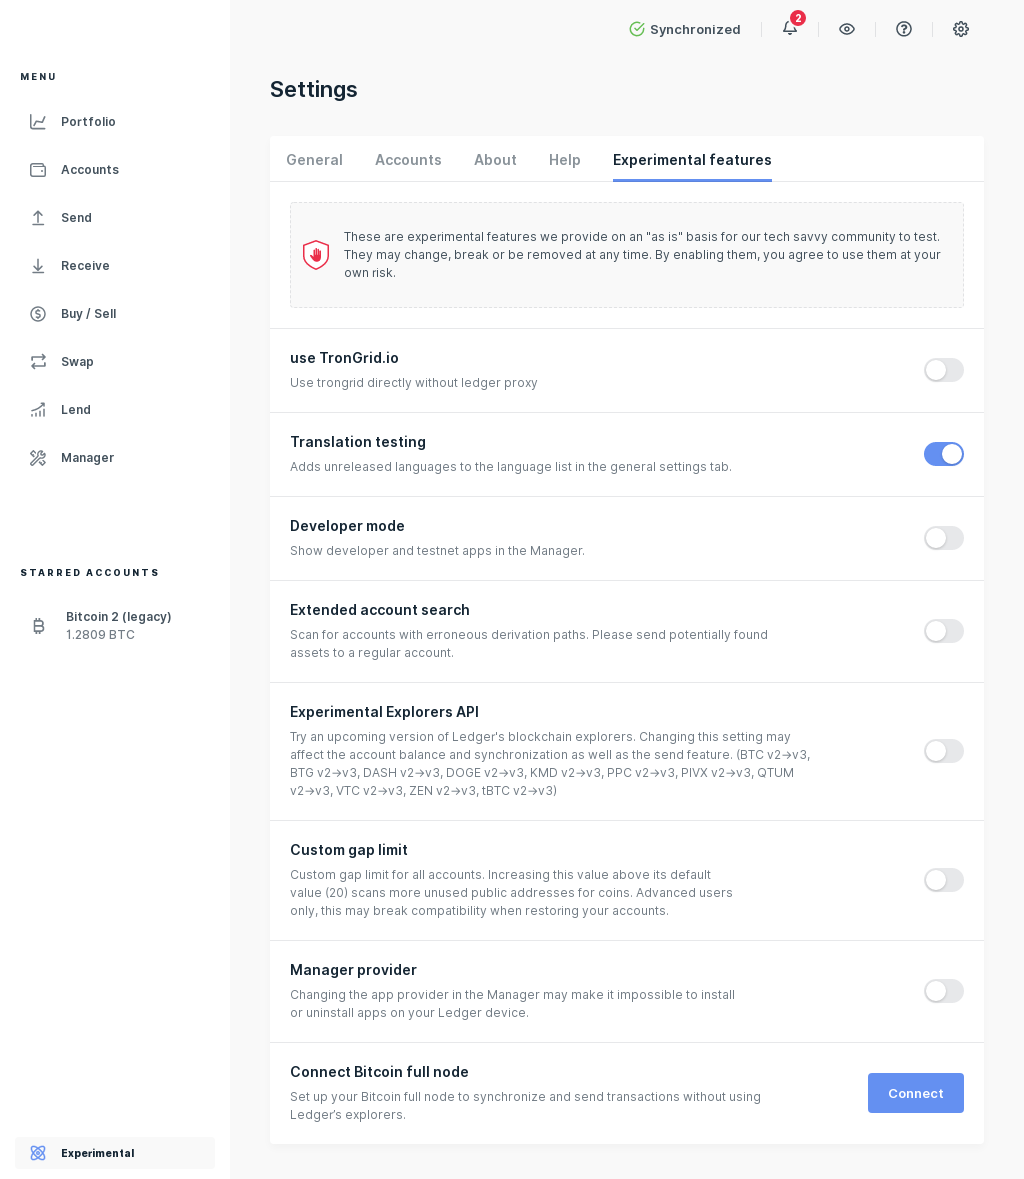 Synchronized
2
MENU
Portfolio
Accounts
Send
Receive
Buy / Sell
Swap
Lend
Manager
STARRED ACCOUNTS
Bitcoin 2 (legacy)
1.2809 BTC
Experimental
Settings
General Accounts About Help Experimental features
These are experimental features we provide on an "as is" basis for our tech savvy community to test.
They may change, break or be removed at any time. By enabling them, you agree to use them at your
own risk.
use TronGrid.io
Use trongrid directly without ledger proxy
Translation testing
Adds unreleased languages to the language list in the general settings tab.
Developer mode
Show developer and testnet apps in the Manager.
Extended account search
Scan for accounts with erroneous derivation paths. Please send potentially found
assets to a regular account.
Experimental Explorers API
Try an upcoming version of Ledger's blockchain explorers. Changing this setting may
affect the account balance and synchronization as well as the send feature. (BTC v2->v3,
BTG v2->v3, DASH v2->v3, DOGE v2->v3, KMD v2->v3, PPC v2->v3, PIVX v2->v3, QTUM
v2->v3, VTC v2->v3, ZEN v2->v3, tBTC v2->v3)
Custom gap limit
Custom gap limit for all accounts. Increasing this value above its default
value (20) scans more unused public addresses for coins. Advanced users
only, this may break compatibility when restoring your accounts.
Manager provider
Changing the app provider in the Manager may make it impossible to install
or uninstall apps on your Ledger device.
Connect Bitcoin full node
Set up your Bitcoin full node to synchronize and send transactions without using
Ledger's explorers.
Connect